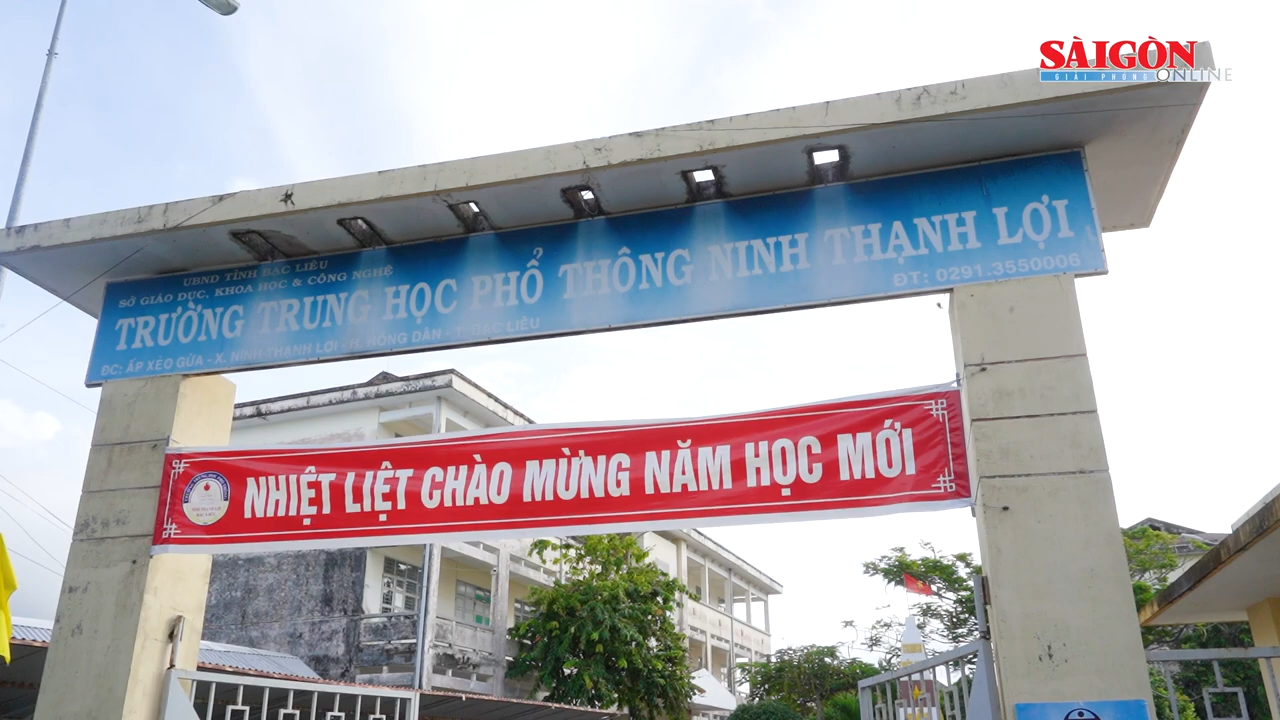 SÀIGÒN
GIẢI PHÓNG ONLINE
UBND TỈNH BẠC LIÊU
SỞ GIÁO DỤC, KHOA HỌC & CÔNG NGHỆ
TRƯỜNG TRUNG HỌC PHỔ THÔNG NINH THẠNH LỢI
ĐT: 0291.3550006
ĐC: ẤP XÈO GỪA - X. NINH THẠNH LỢI - H. HỒNG DÂN - T. BẠC LIÊU
NHIỆT LIỆT CHÀO MỪNG NĂM HỌC MỚI